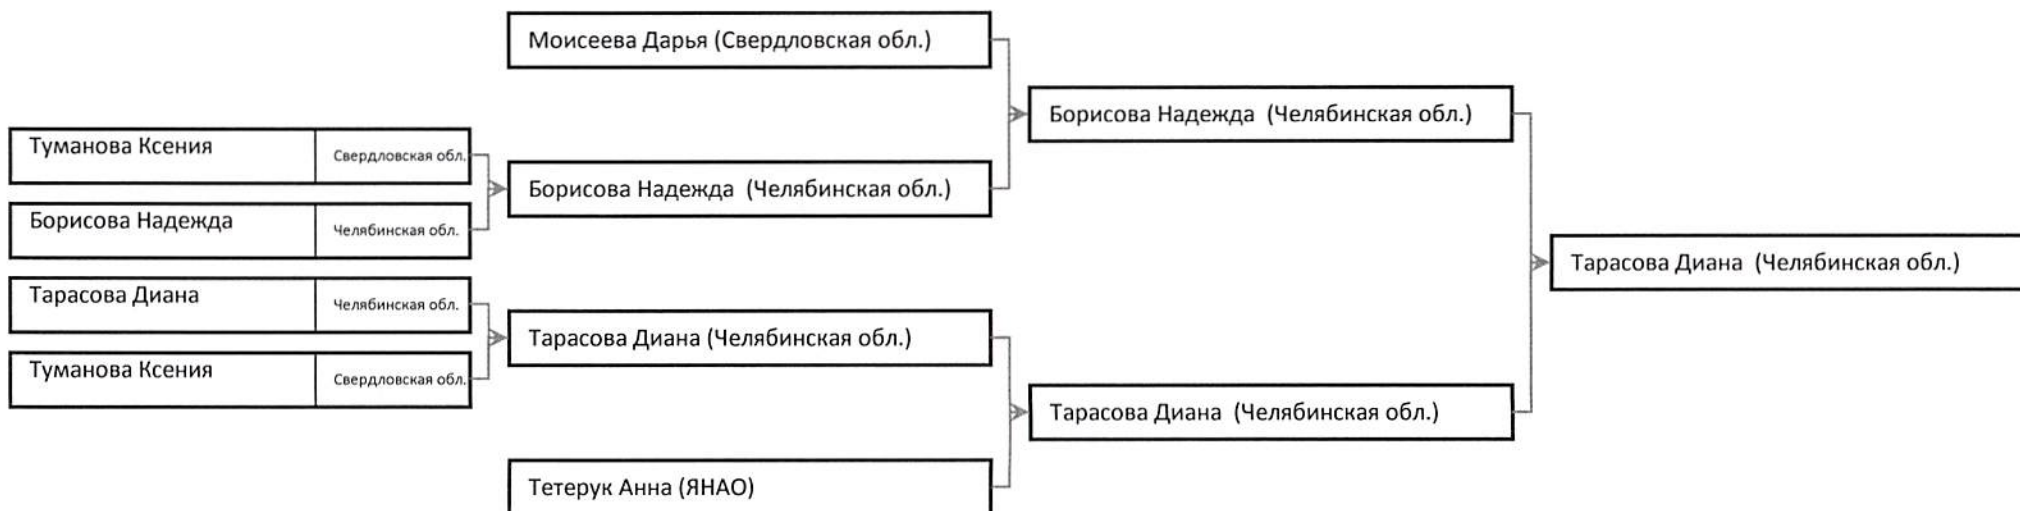 Моисеева Дарья (Свердловская обл.)
Борисова Надежда (Челябинская обл.)
Туманова Ксения Свердловская обл.
Борисова Надежда (Челябинская обл.)
Борисова Надежда Челябинская обл.
Тарасова Диана (Челябинская обл.)
Тарасова Диана Челябинская обл.
Тарасова Диана (Челябинская обл.)
Туманова Ксения Свердловская обл.
Тарасова Диана (Челябинская обл.)
Тетерук Анна (ЯНАО)